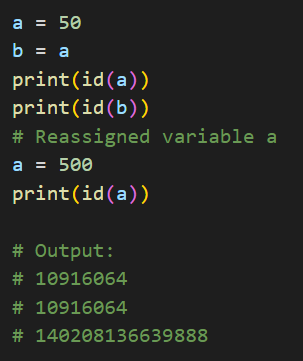 a = 50
b = a
print(id(a))
print(id(b))
# Reassigned variable a
a = 500
print(id(a))
# Output:
# 10916064
# 10916064
# 140208136639888